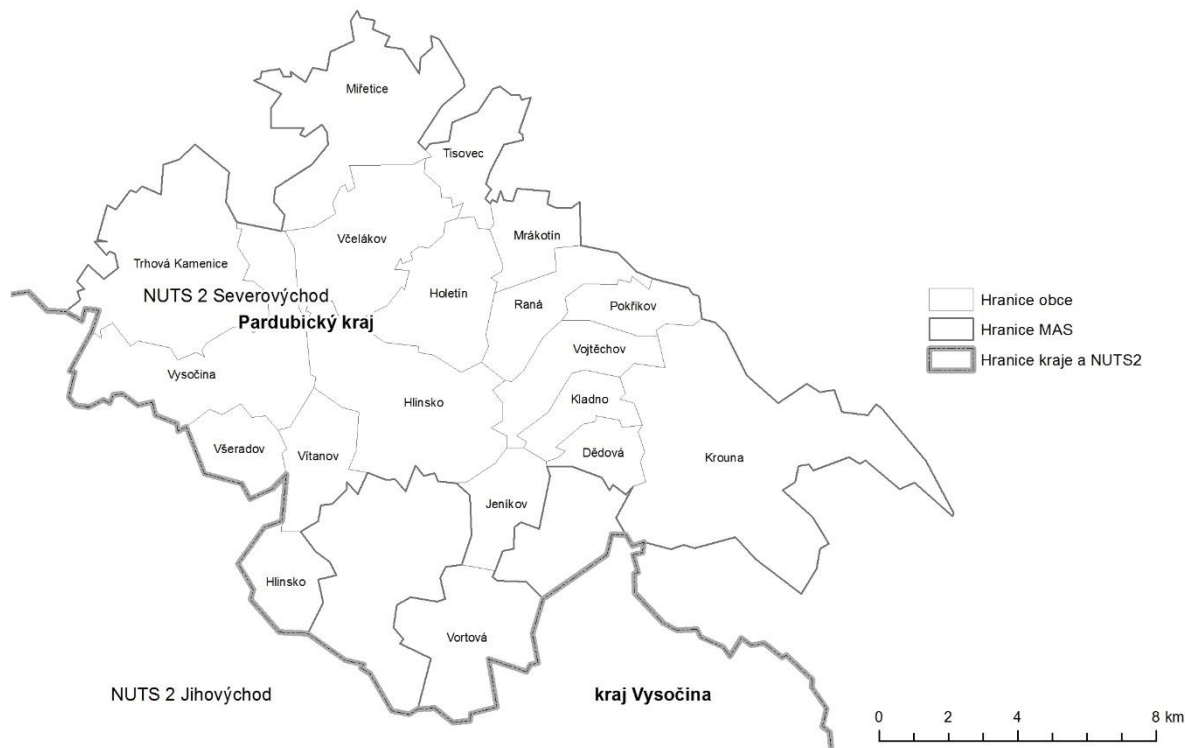 Miřetice
Tisovec
Mrákotín
Včelákov
Trhová Kamenice
Holetín
NUTS 2 Severovýchod
Raná
Pokřikov
Pardubický kraj
Vojtěchov
Vysočina
Hlinsko
Kladno
Všeradov
Vítanov
Dědová
Krouna
Jeníkov
Hlinsko
Vortová
NUTS 2 Jihovýchod
kraj Vysočina
Hranice obce
Hranice MAS
Hranice kraje a NUTS2
0 2 4 8 km